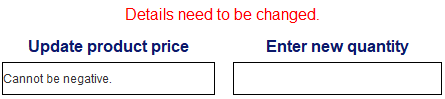 Details need to be changed.
Update product price Enter new quantity
Cannot be negative.